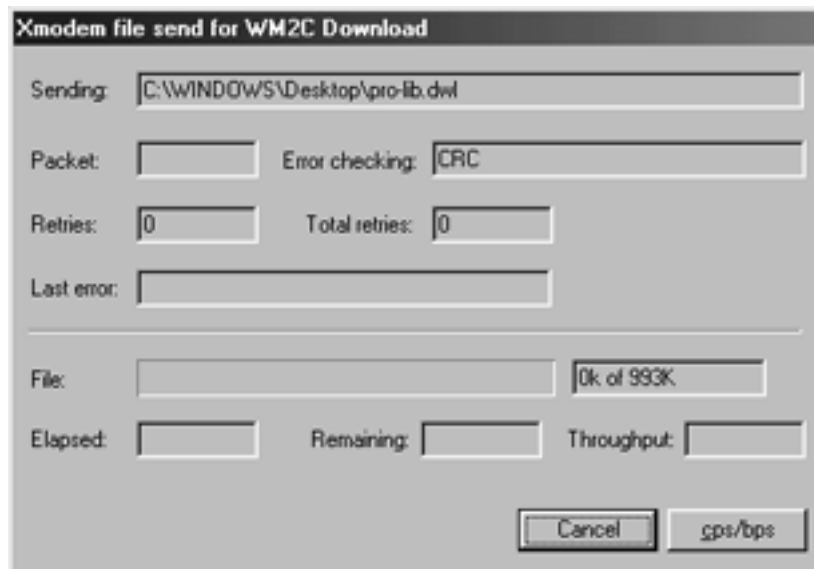 Xmodem file send for WM2C Download
Sending: C:\WINDOWS\Desktop\pro-lib.dwl
Packet: Error checking: CRC
Retries: 0 Total retries: 0
Last error:
File: 0k of 993K
Elapsed: Remaining: Throughput:
Cancel cps/bps